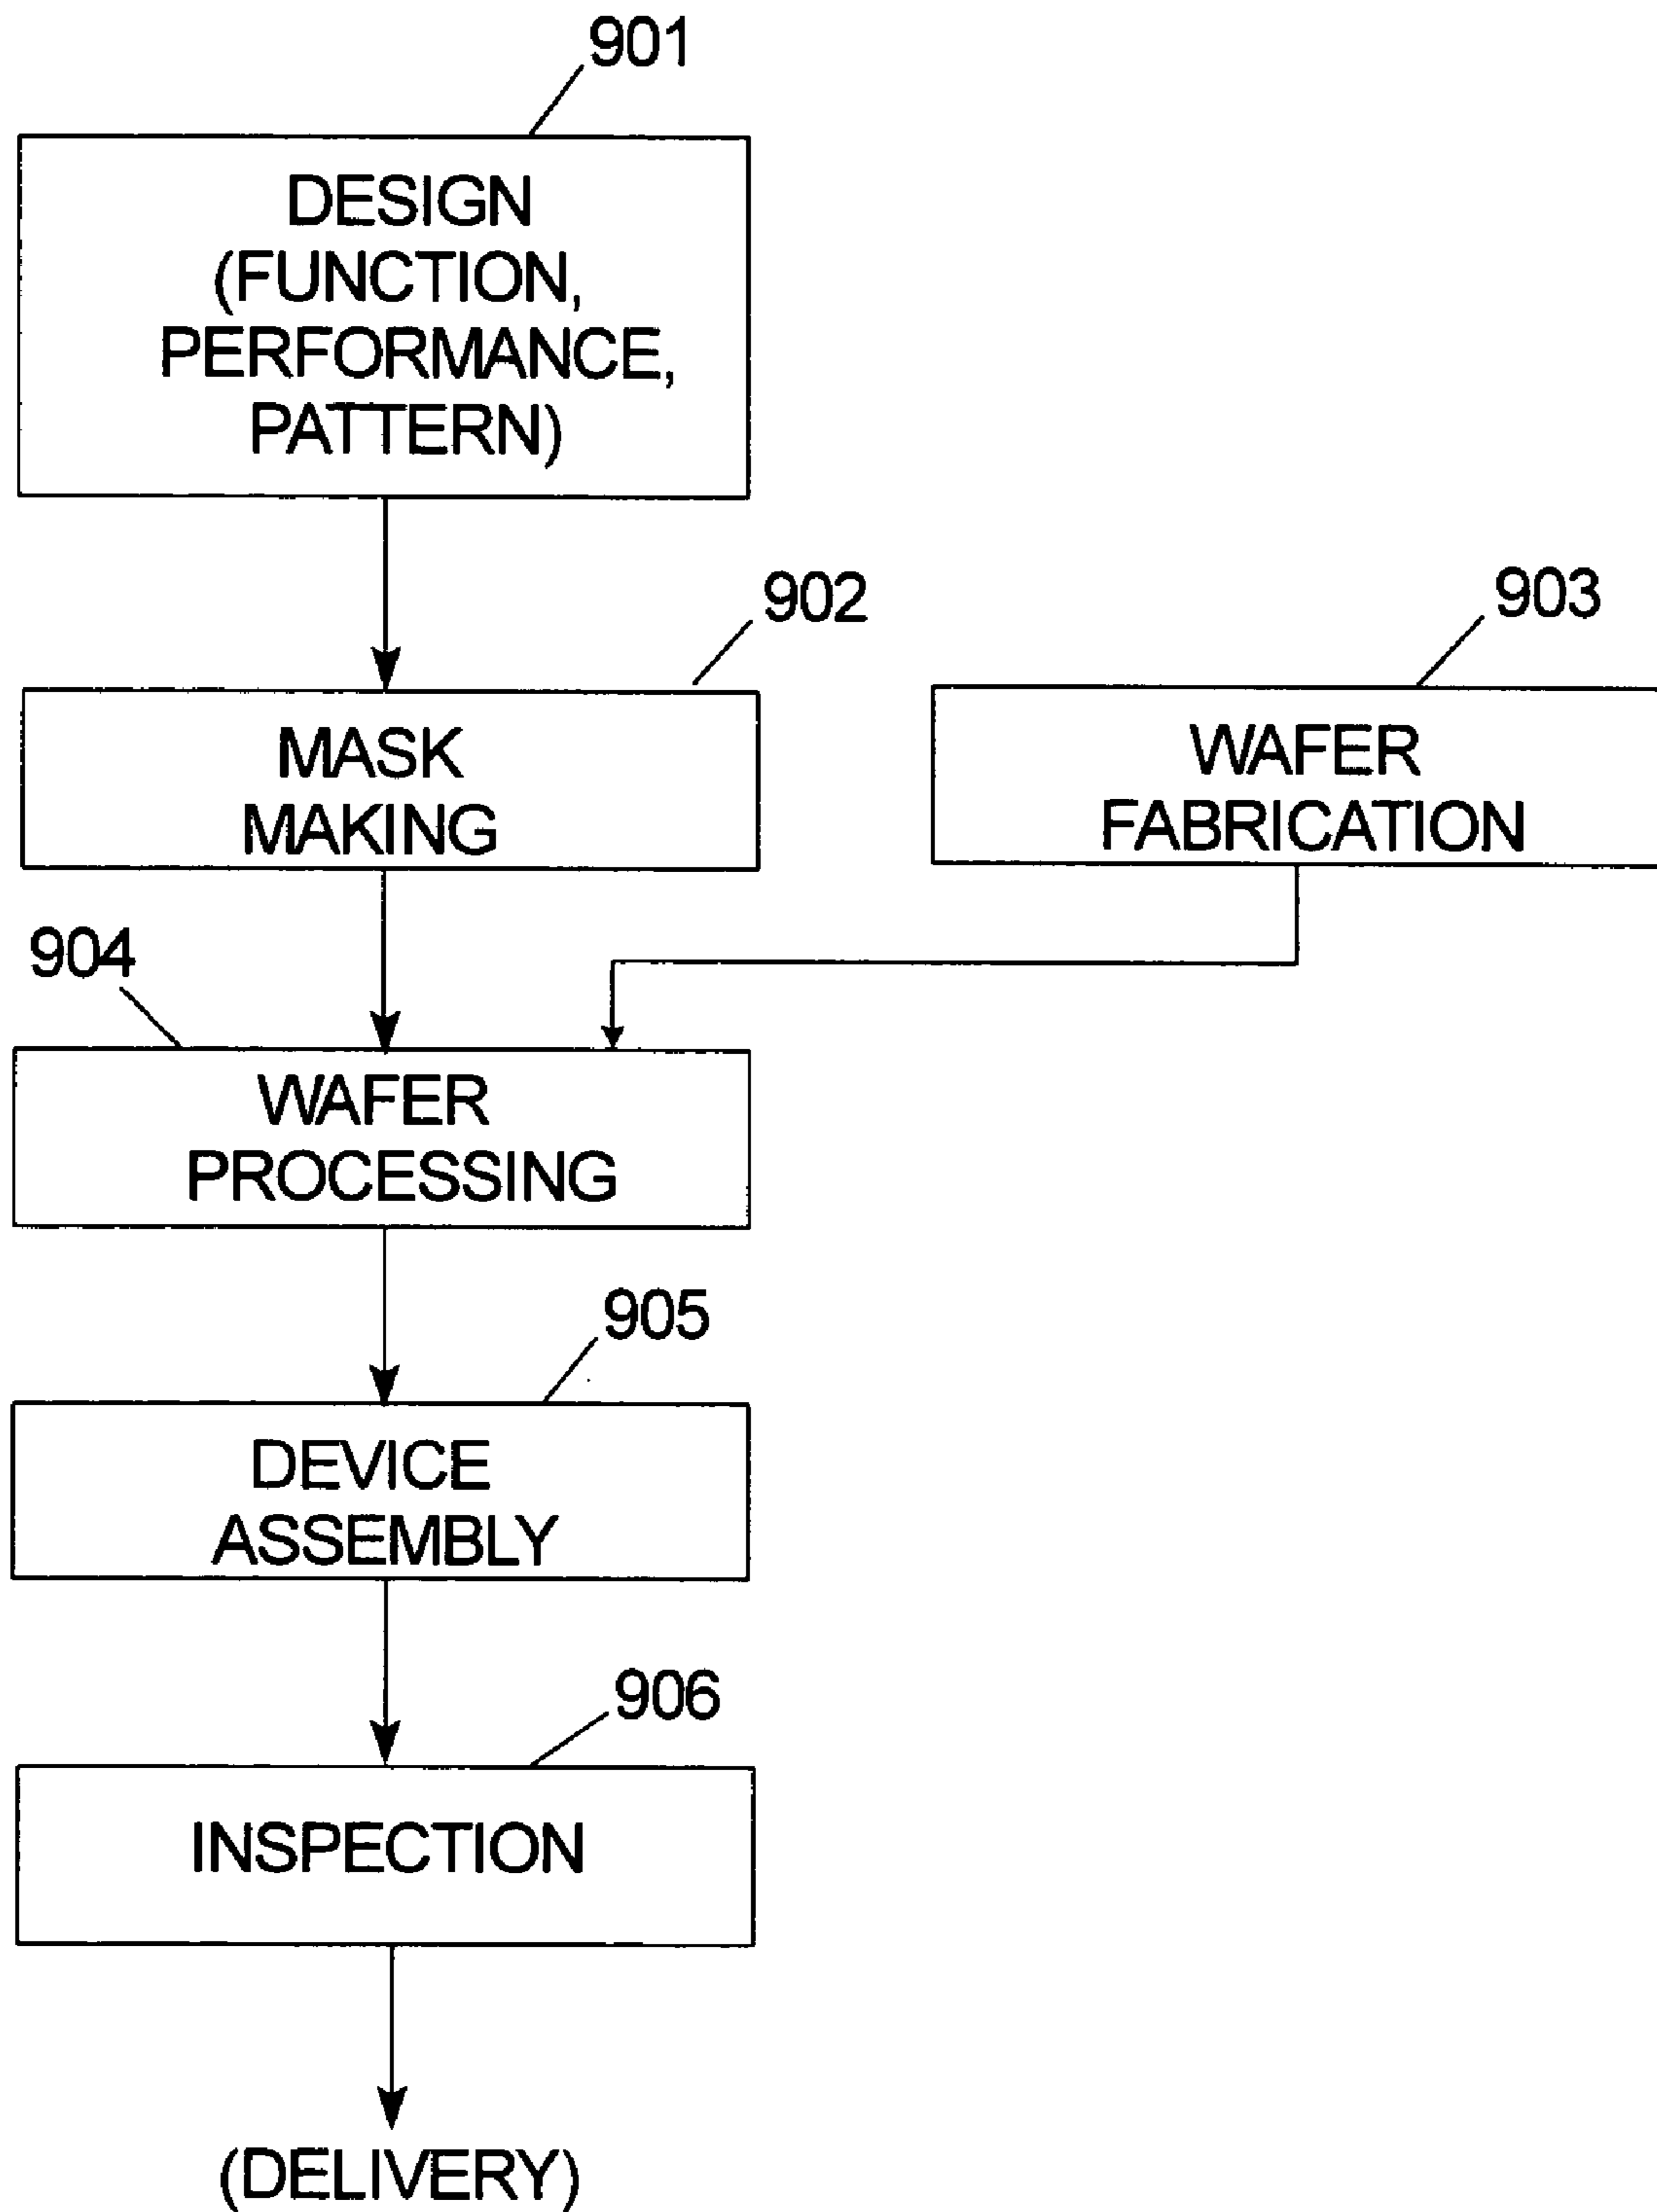 901
DESIGN
(FUNCTION,
PERFORMANCE,
PATTERN)
902
MASK
MAKING
903
WAFER
FABRICATION
904
WAFER
PROCESSING
905
DEVICE
ASSEMBLY
906
INSPECTION
(DELIVERY)